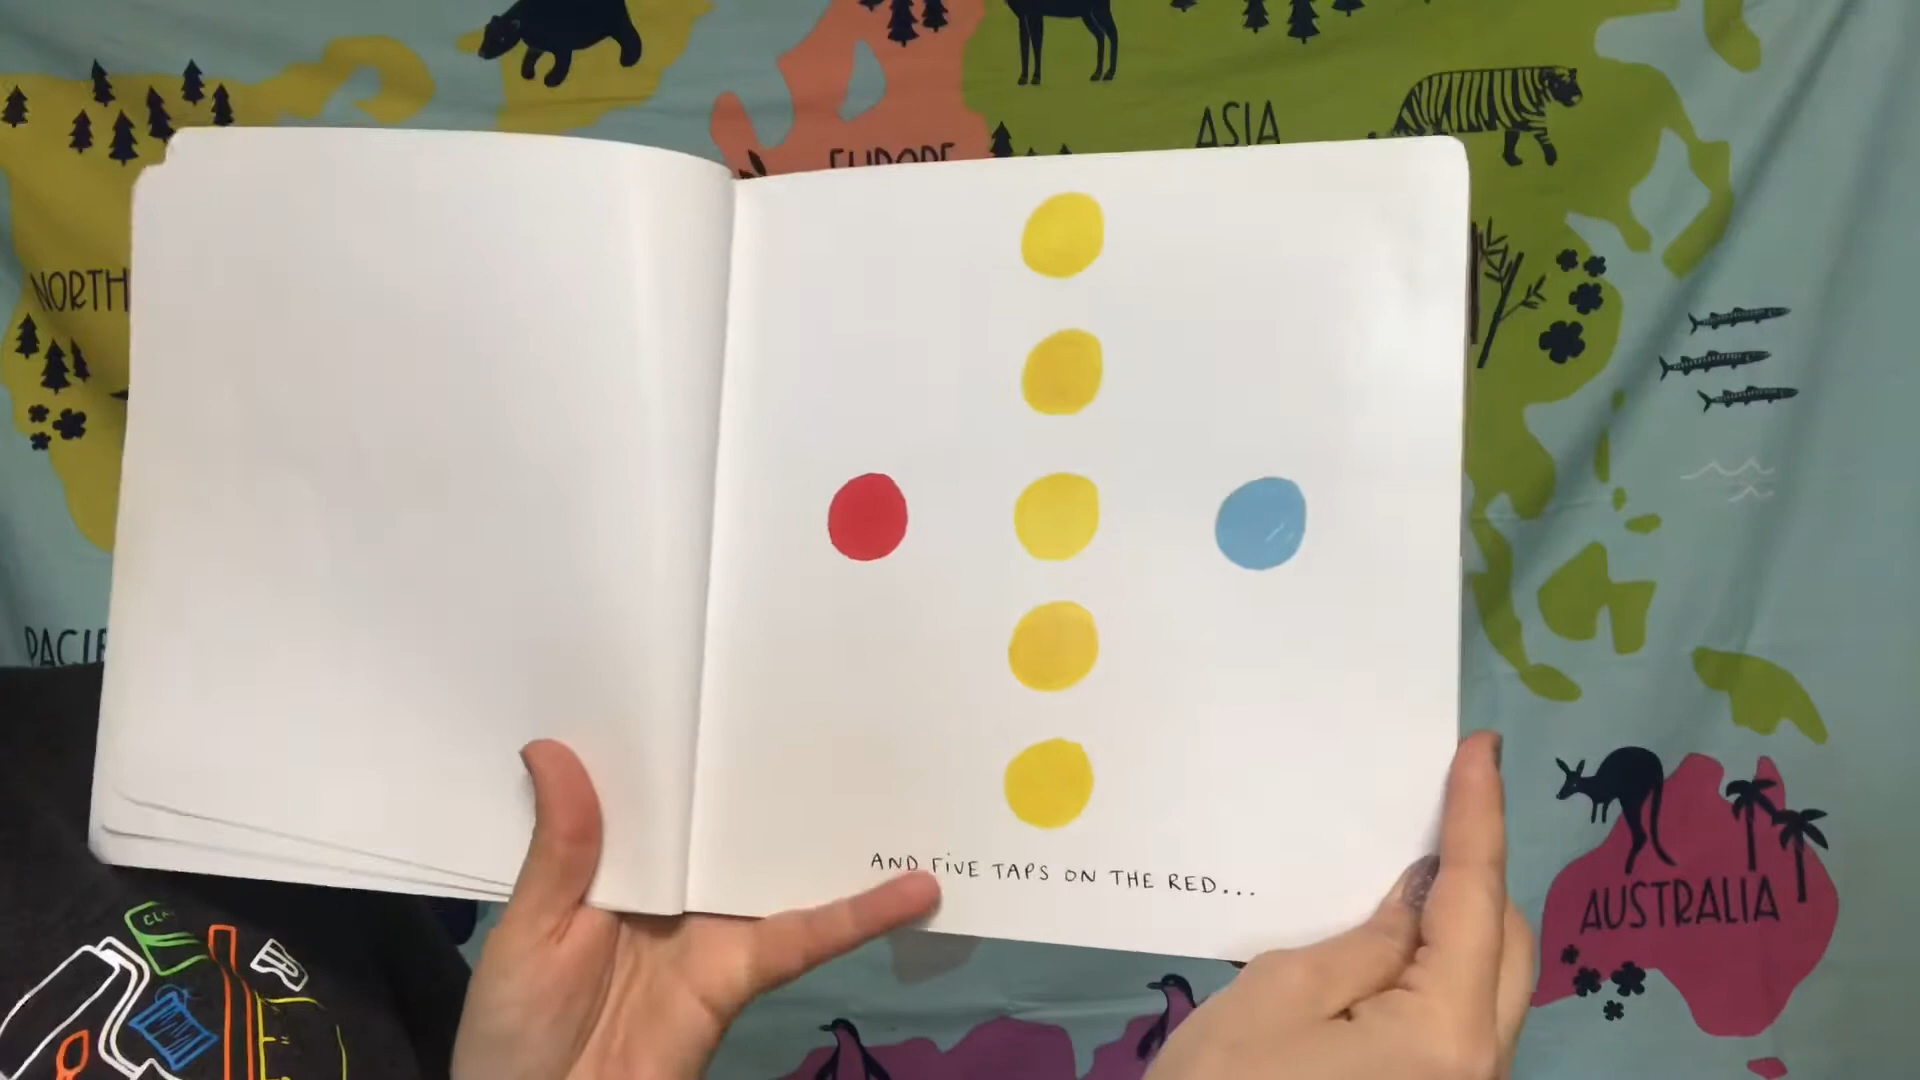 ASIA
EUROPE
NORTH
PACIF
AND FIVE TAPS ON THE RED...
AUSTRALIA